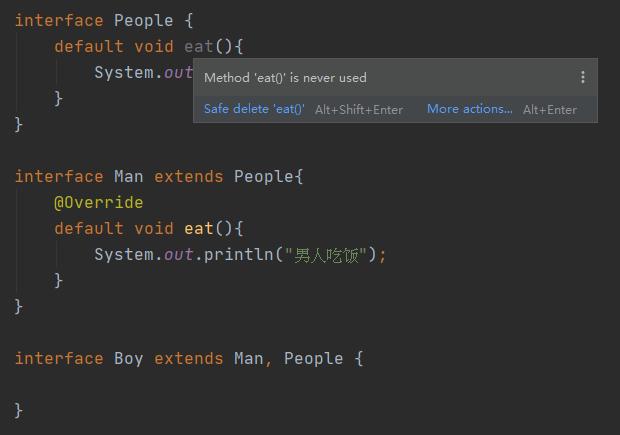 interface People {
default void eat(){
System.out
Method 'eat()' is never used
Safe delete 'eat()' Alt+Shift+Enter More actions... Alt+Enter
}
}
interface Man extends People{
@Override
default void eat(){
System.out.println("男人吃饭");
}
}
interface Boy extends Man, People {
}